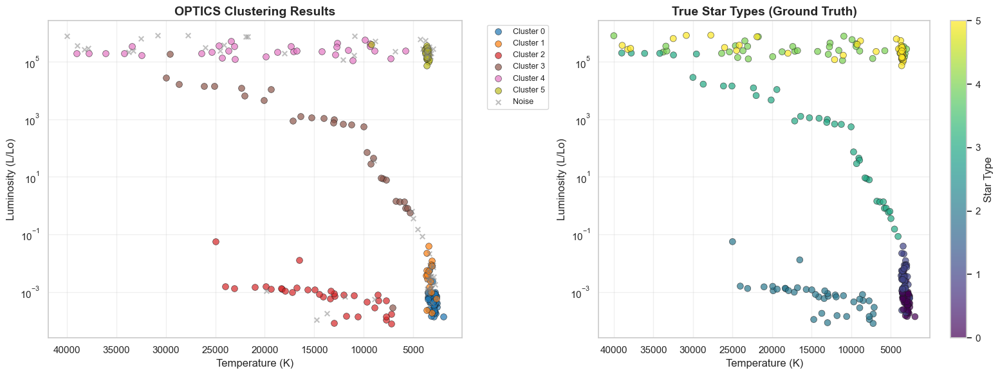 OPTICS Clustering Results
10^5
10^3
10^1
10^-1
10^-3
Luminosity (L/Lo)
40000 35000 30000 25000 20000 15000 10000 5000
Temperature (K)
Cluster 0
Cluster 1
Cluster 2
Cluster 3
Cluster 4
Cluster 5
Noise
True Star Types (Ground Truth)
10^5
10^3
10^1
10^-1
10^-3
Luminosity (L/Lo)
40000 35000 30000 25000 20000 15000 10000 5000
Temperature (K)
5
4
3
2
1
0
Star Type